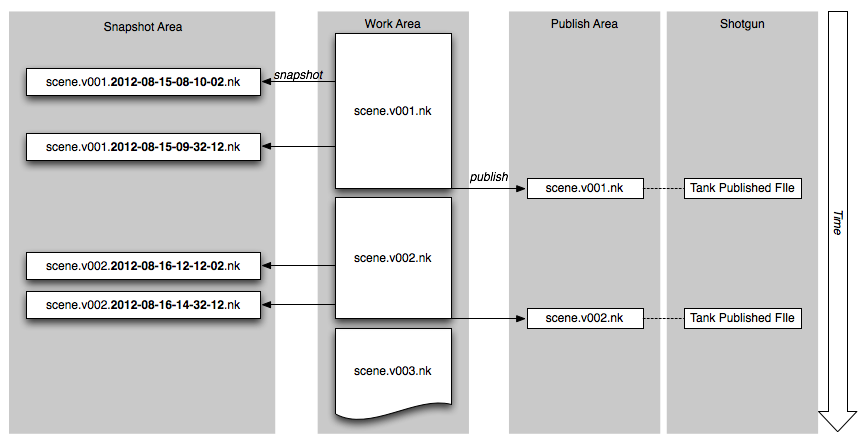 Snapshot Area
Work Area
Publish Area
Shotgun
scene.v001.2012-08-15-08-10-02.nk
snapshot
scene.v001.nk
scene.v001.2012-08-15-09-32-12.nk
publish
scene.v001.nk
Tank Published FIle
Time
scene.v002.nk
scene.v002.2012-08-16-12-12-02.nk
scene.v002.2012-08-16-14-32-12.nk
scene.v002.nk
Tank Published FIle
scene.v003.nk